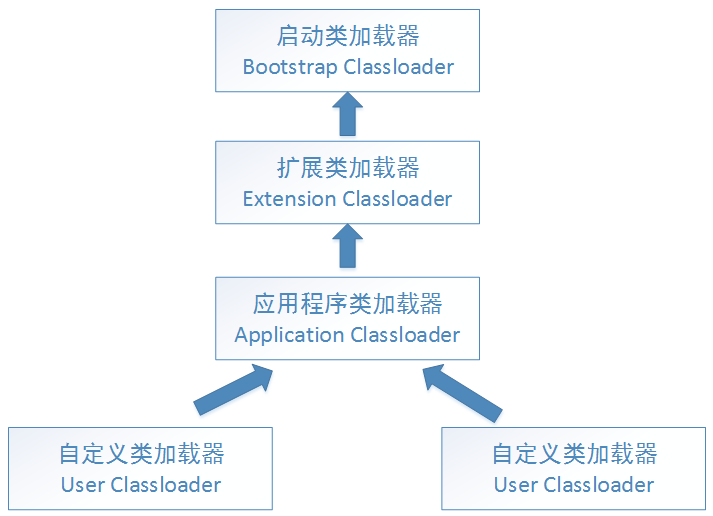 启动类加载器
Bootstrap Classloader
扩展类加载器
Extension Classloader
应用程序类加载器
Application Classloader
自定义类加载器
User Classloader
自定义类加载器
User Classloader